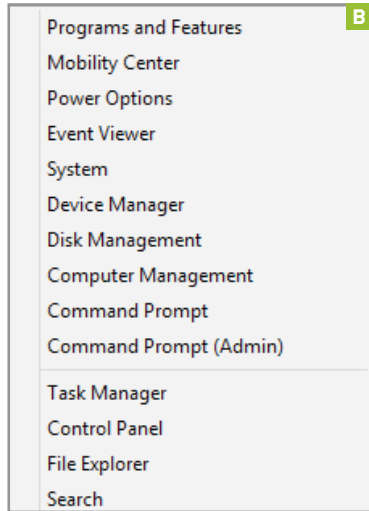 B
Programs and Features
Mobility Center
Power Options
Event Viewer
System
Device Manager
Disk Management
Computer Management
Command Prompt
Command Prompt (Admin)
Task Manager
Control Panel
File Explorer
Search